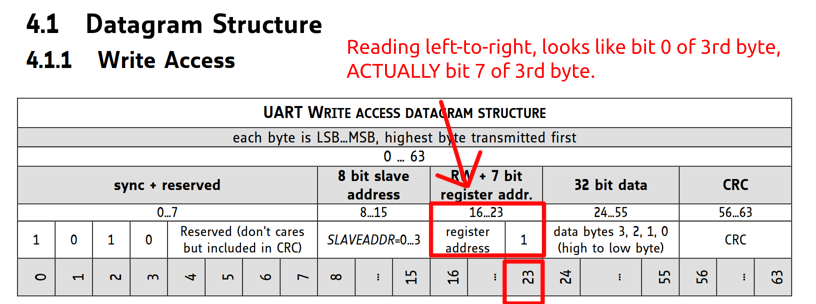 4.1 Datagram Structure
4.1.1 Write Access
Reading left-to-right, looks like bit 0 of 3rd byte,
ACTUALLY bit 7 of 3rd byte.
UART WRITE ACCESS DATAGRAM STRUCTURE
each byte is LSB...MSB, highest byte transmitted first
0 ... 63
sync + reserved 8 bit slave address RW + 7 bit register addr. 32 bit data CRC
0...7 8...15 16...23 24...55 56...63
1 0 1 0 Reserved (don't cares but included in CRC) SLAVEADDR=0...3 register address 1 data bytes 3, 2, 1, 0 (high to low byte) CRC
0 1 2 3 4 5 6 7 8 ... 15 16 ... 23 24 ... 55 56 ... 63